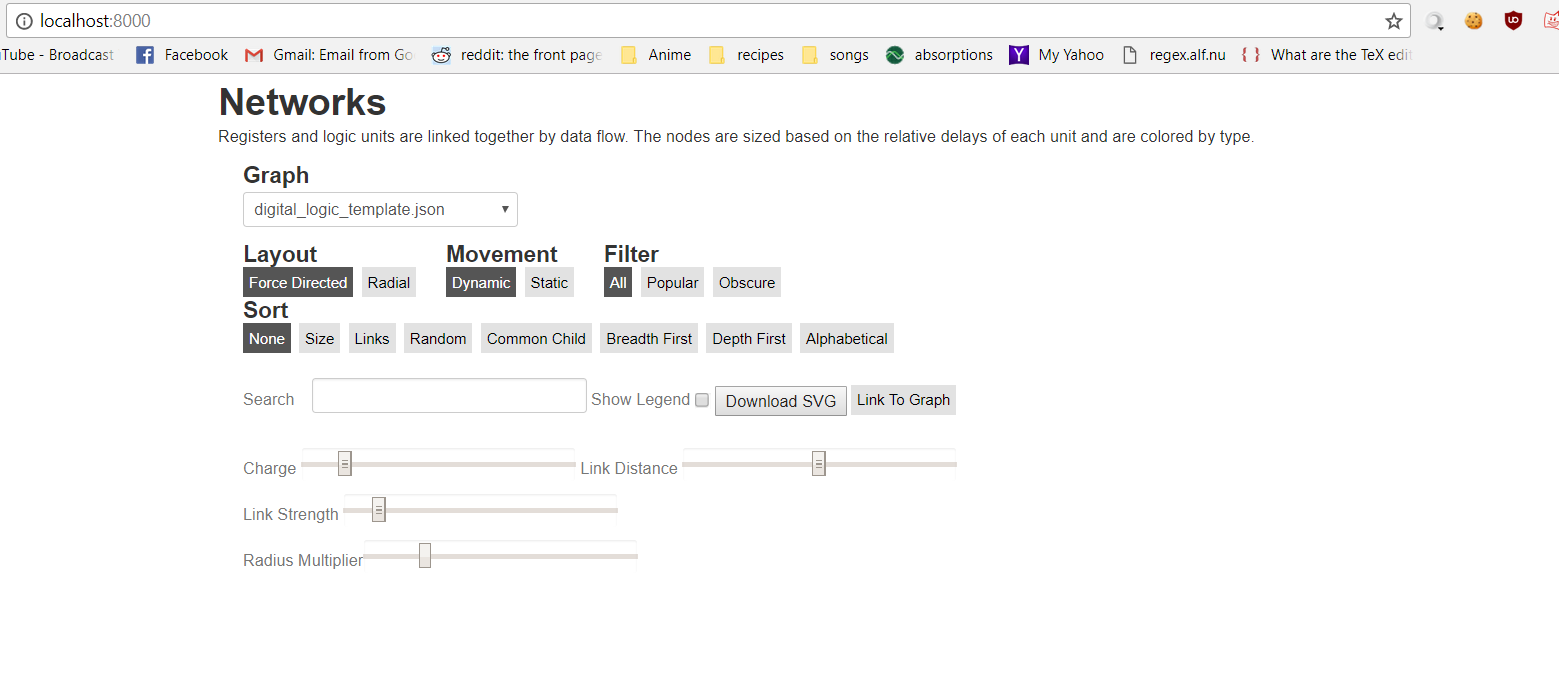 localhost:8000
Tube - Broadcast Facebook Gmail: Email from Go reddit: the front page Anime recipes songs absorptions My Yahoo regex.alf.nu What are the TeX edit
Networks
Registers and logic units are linked together by data flow. The nodes are sized based on the relative delays of each unit and are colored by type.
Graph
digital_logic_template.json
Layout Movement Filter
Force Directed Radial Dynamic Static All Popular Obscure
Sort
None Size Links Random Common Child Breadth First Depth First Alphabetical
Search Show Legend Download SVG Link To Graph
Charge Link Distance
Link Strength
Radius Multiplier